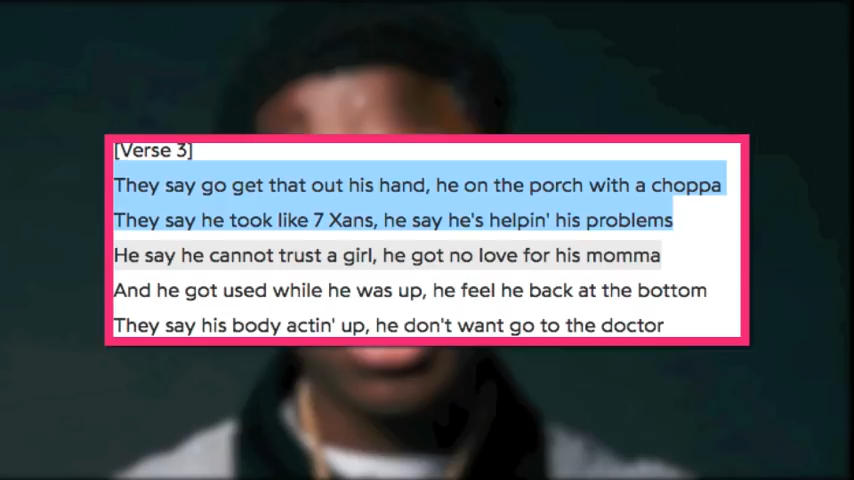 [Verse 3]
They say go get that out his hand, he on the porch with a choppa
They say he took like 7 Xans, he say he's helpin' his problems
He say he cannot trust a girl, he got no love for his momma
And he got used while he was up, he feel he back at the bottom
They say his body actin' up, he don't want go to the doctor